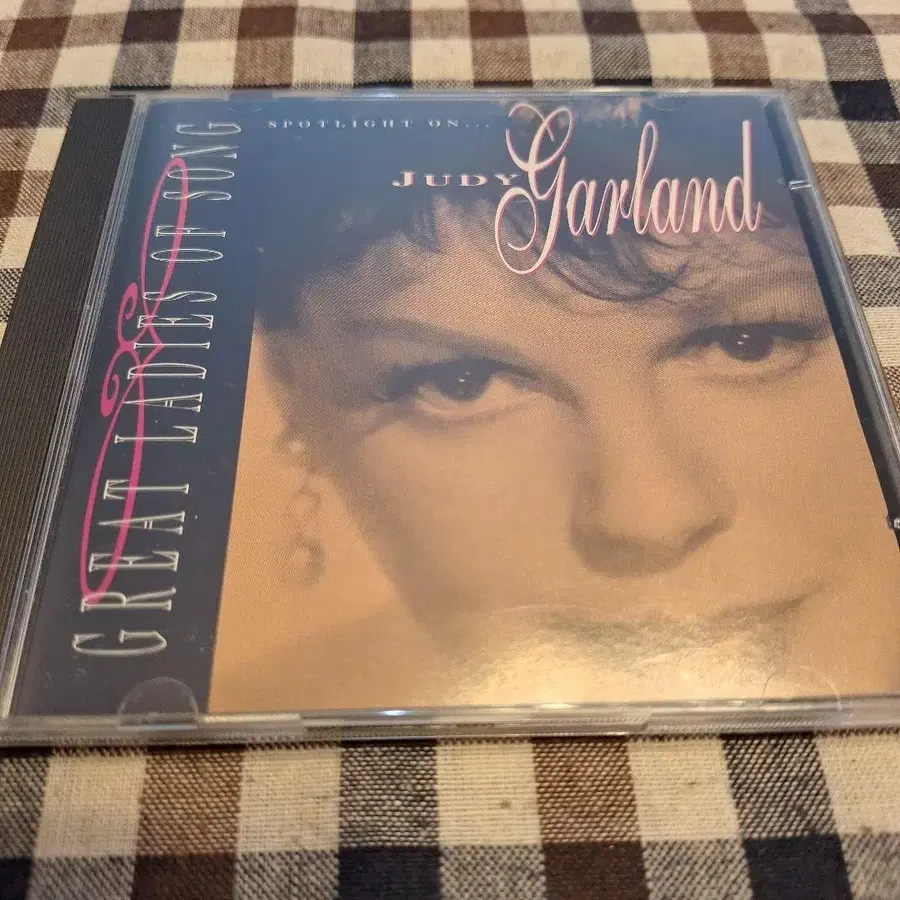 SPOTLIGHT ON...
JUDY Garland
GREAT LADIES OF SONG